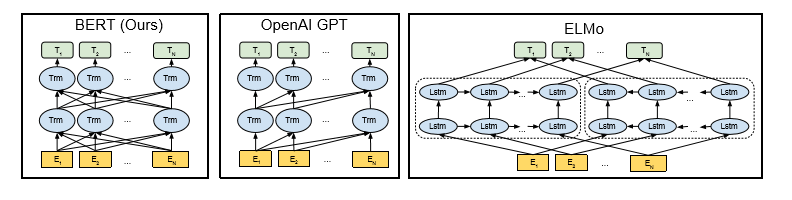 BERT (Ours)
T1 T2 ... TN
Trm Trm ... Trm
Trm Trm ... Trm
E1 E2 ... EN
OpenAI GPT
T1 T2 ... TN
Trm Trm ... Trm
Trm Trm ... Trm
E1 E2 ... EN
ELMo
T1 T2 ... TN
Lstm Lstm ... Lstm Lstm Lstm ... Lstm
Lstm Lstm ... Lstm Lstm Lstm ... Lstm
E1 E2 ... EN